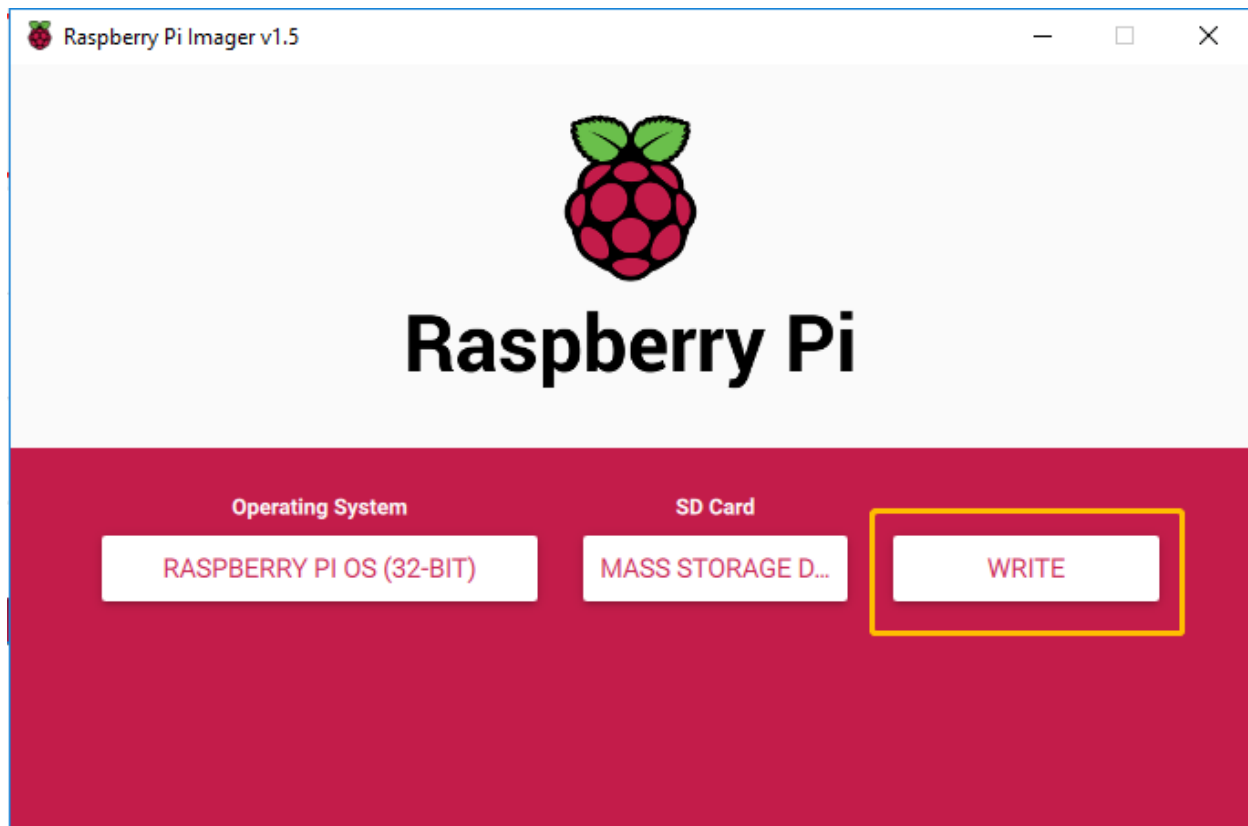 Raspberry Pi Imager v1.5
Raspberry Pi
Operating System
SD Card
RASPBERRY PI OS (32-BIT)
MASS STORAGE D...
WRITE